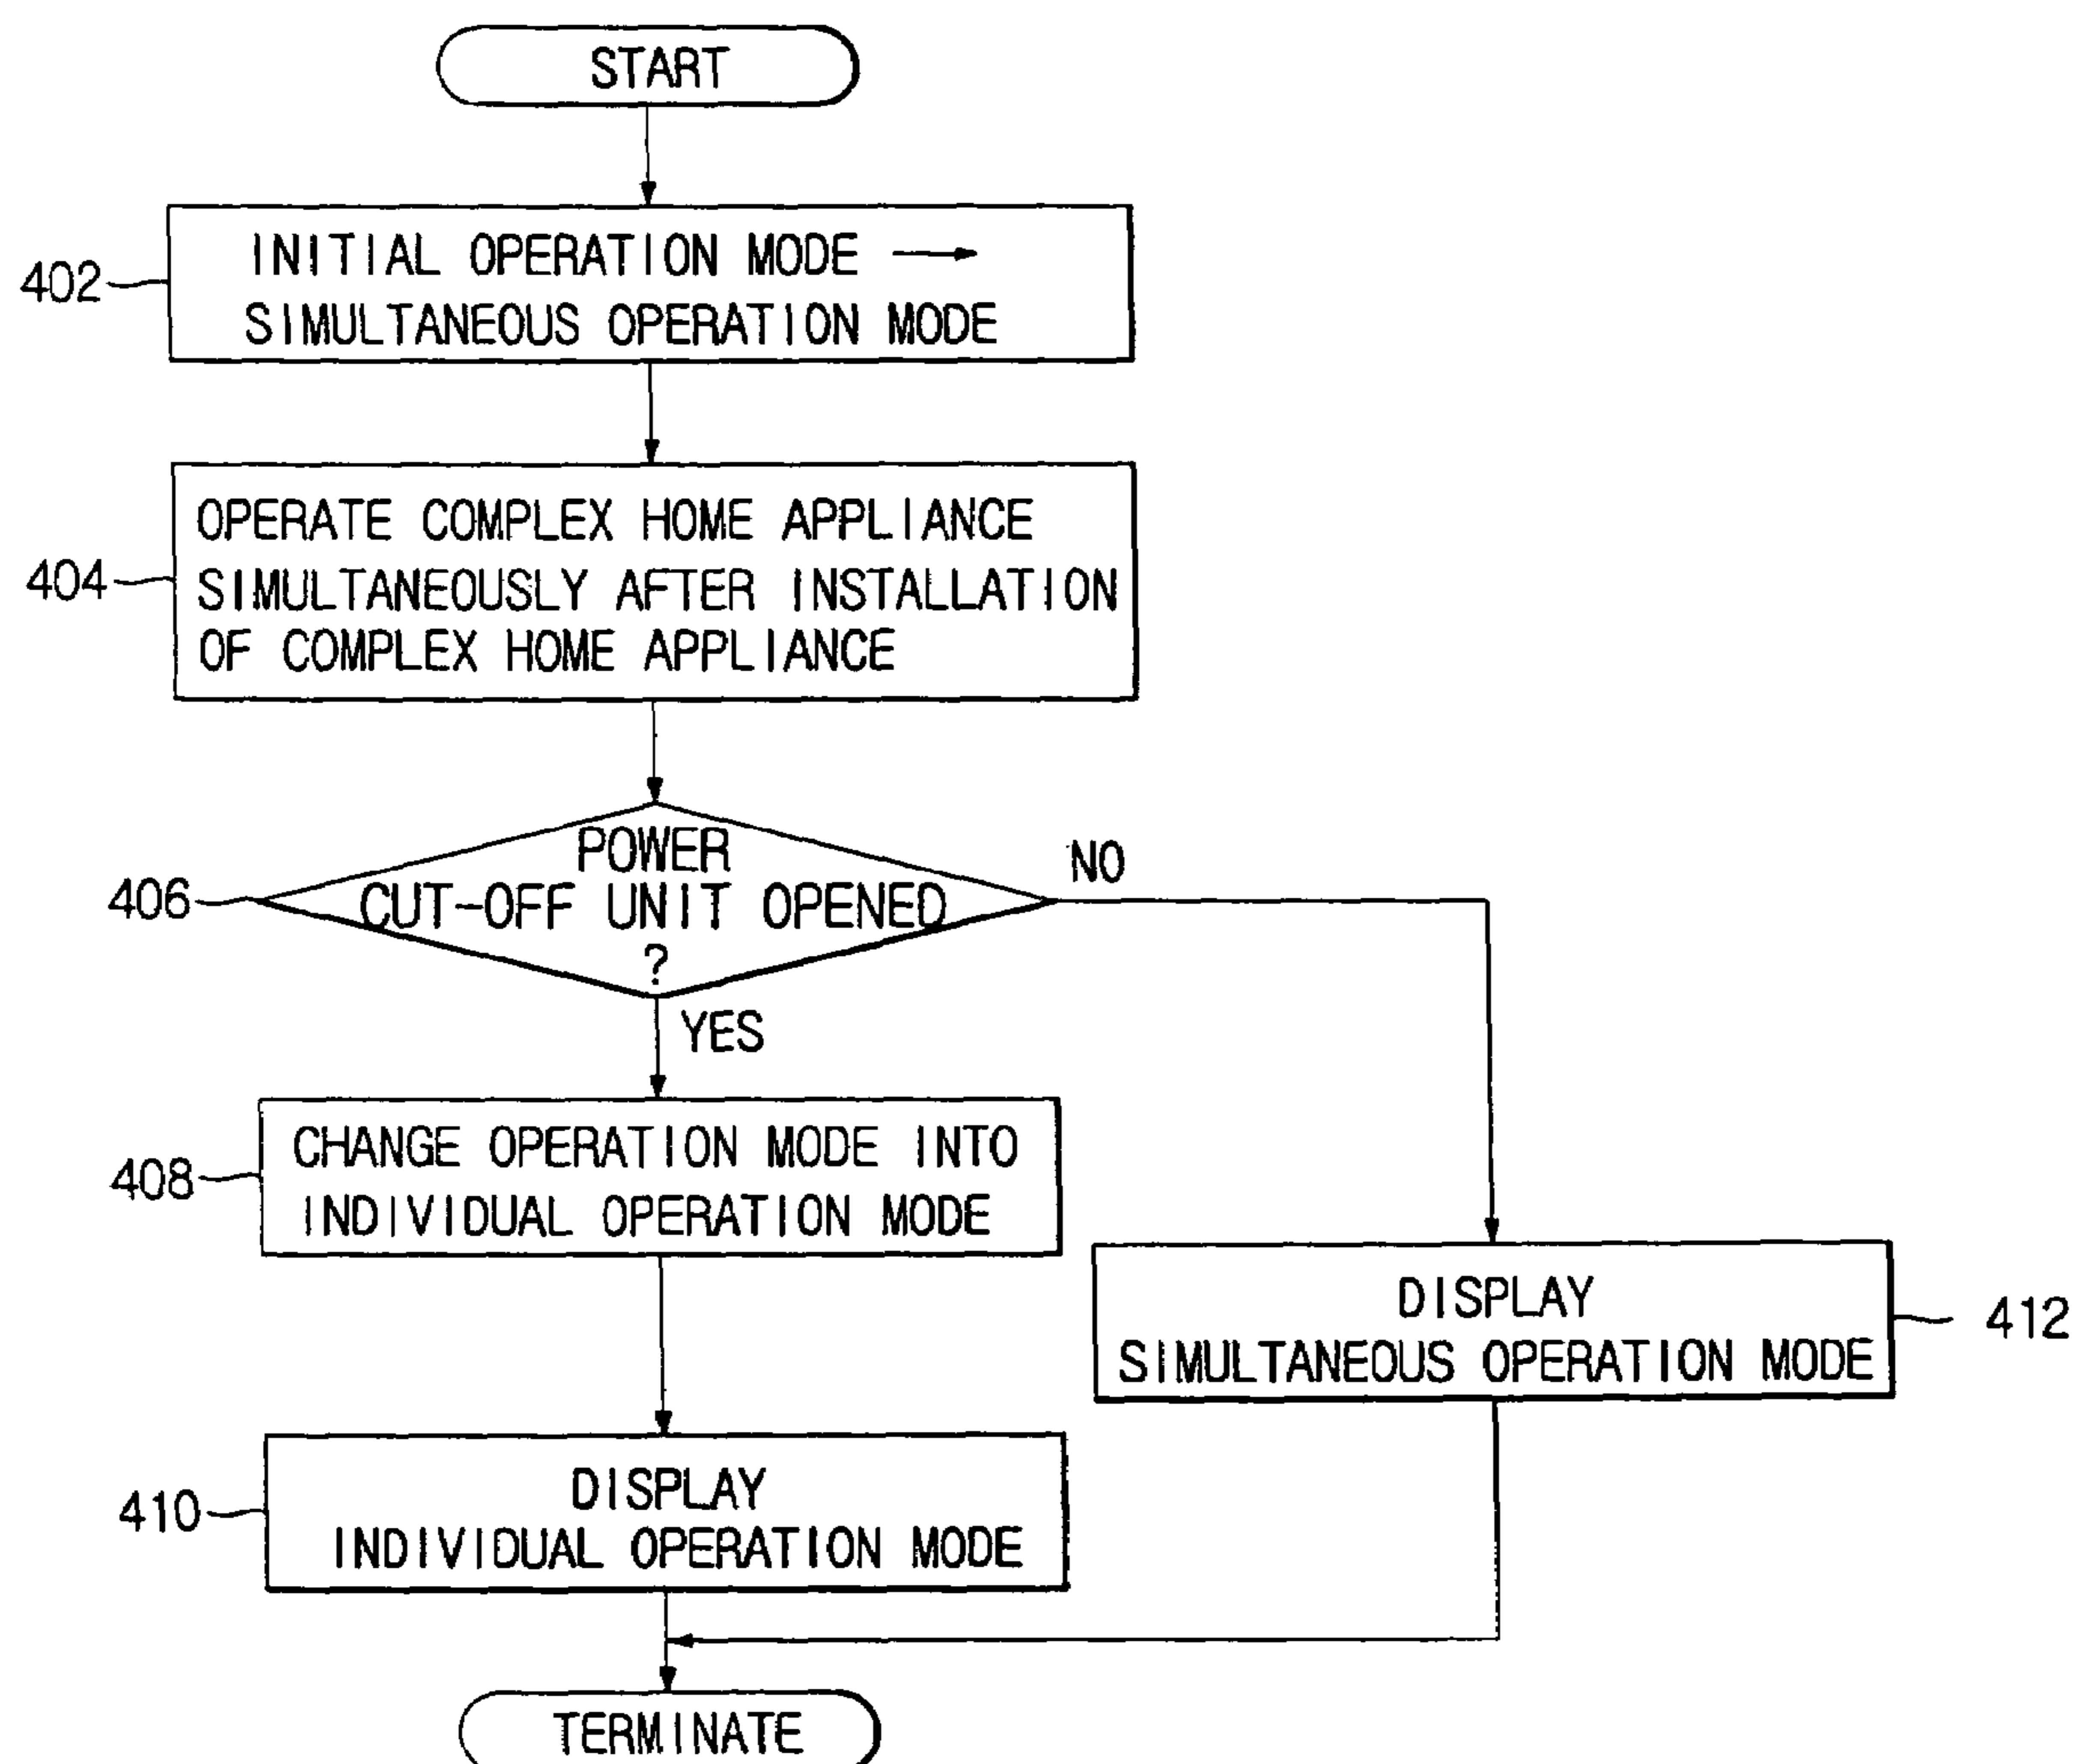 START
402
INITIAL OPERATION MODE →
SIMULTANEOUS OPERATION MODE
404
OPERATE COMPLEX HOME APPLIANCE
SIMULTANEOUSLY AFTER INSTALLATION
OF COMPLEX HOME APPLIANCE
406
POWER
CUT-OFF UNIT OPENED
?
NO
YES
408
CHANGE OPERATION MODE INTO
INDIVIDUAL OPERATION MODE
DISPLAY
SIMULTANEOUS OPERATION MODE
412
410
DISPLAY
INDIVIDUAL OPERATION MODE
TERMINATE